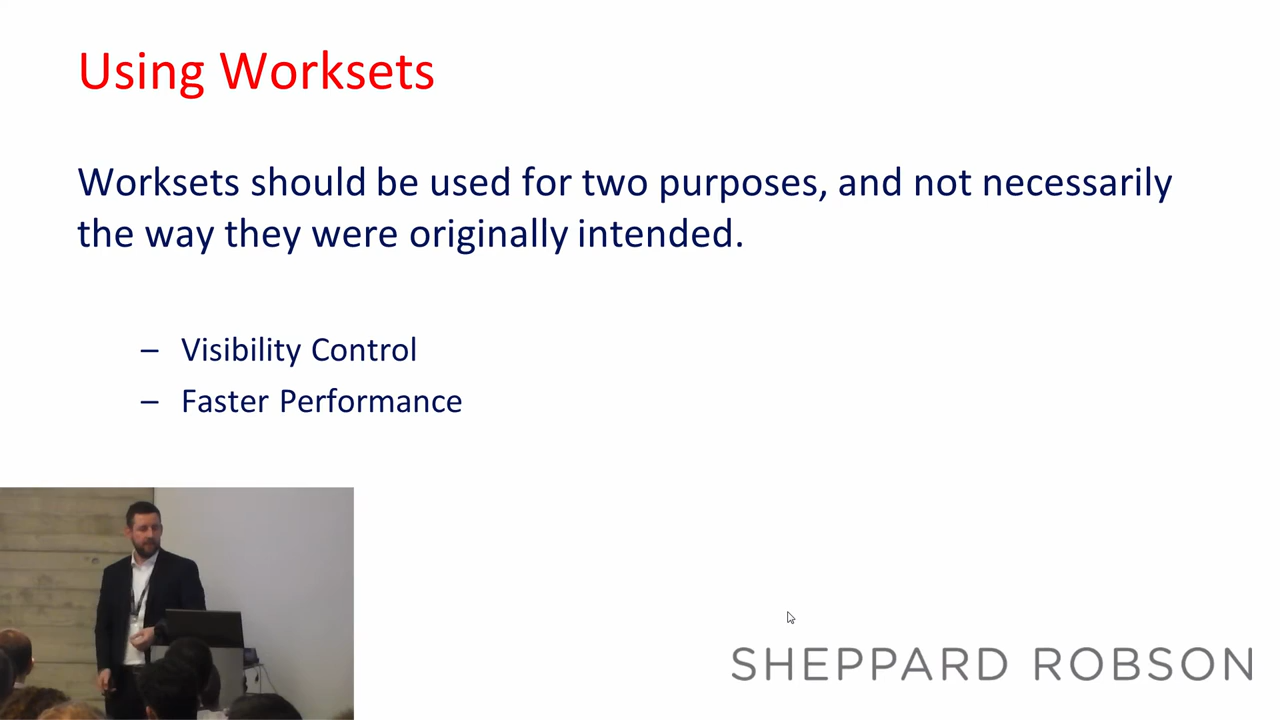 Using Worksets
Worksets should be used for two purposes, and not necessarily
the way they were originally intended.
– Visibility Control
– Faster Performance
SHEPPARD ROBSON